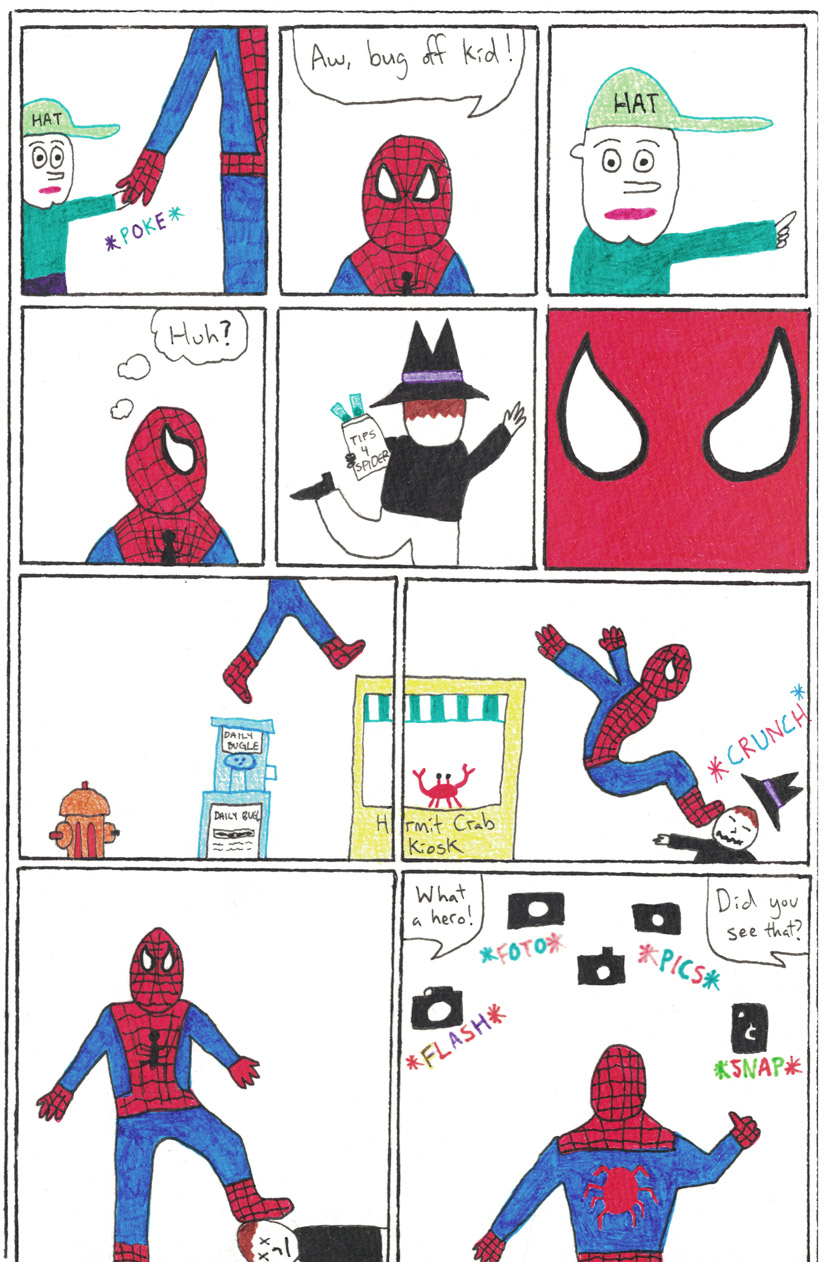 HAT
*POKE*
Aw, bug off kid!
HAT
Huh?
TIPS
4
SPIDER
DAILY
BUGLE
DAILY BUGL
H rmit Crab
Kiosk
*CRUNCH*
What
a hero!
Did you
see that?
*FOTO*
*PICS*
*FLASH*
*SNAP*